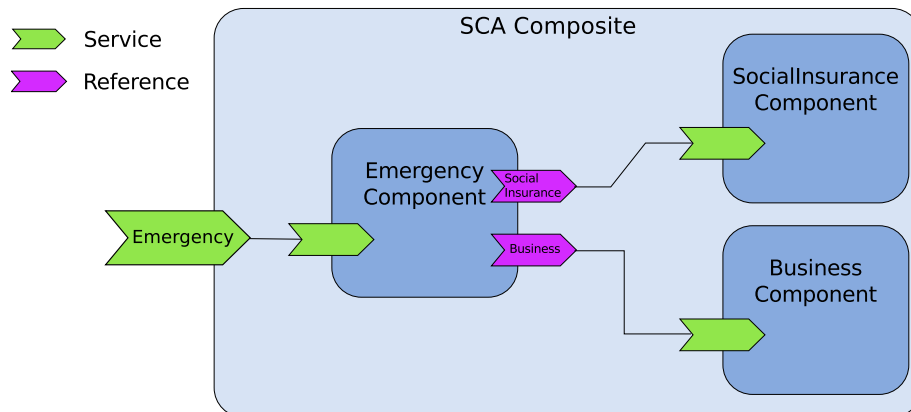 SCA Composite
Service
Reference
SocialInsurance
Component
Emergency
Component
Social
Insurance
Emergency
Business
Business
Component